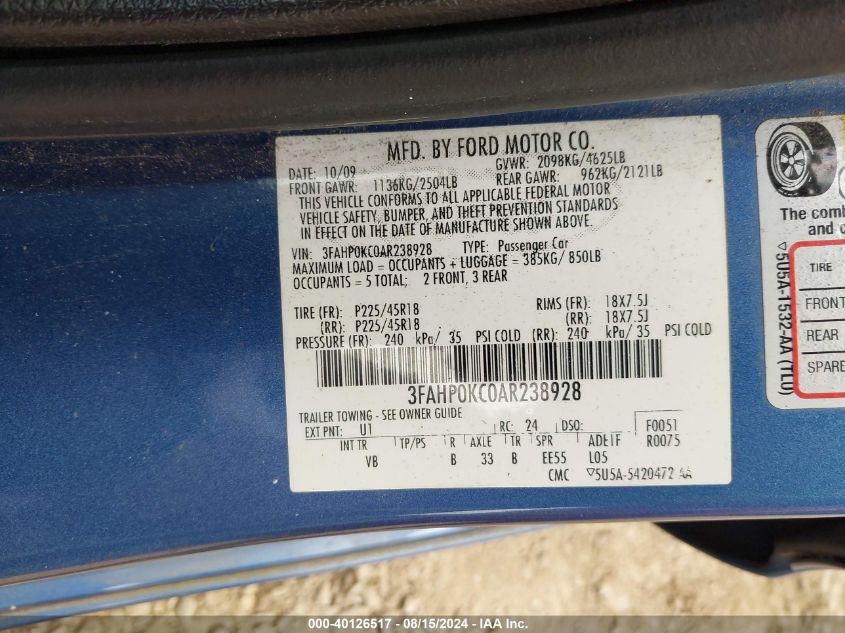 MFD. BY FORD MOTOR CO.
DATE: 10/09 GVWR: 2098KG/4625LB
FRONT GAWR: 1136KG/2504LB REAR GAWR: 962KG/2121LB
THIS VEHICLE CONFORMS TO ALL APPLICABLE FEDERAL MOTOR
VEHICLE SAFETY, BUMPER, AND THEFT PREVENTION STANDARDS
IN EFFECT ON THE DATE OF MANUFACTURE SHOWN ABOVE.
VIN: 3FAHP0KC0AR238928 TYPE: Passenger Car
MAXIMUM LOAD = OCCUPANTS + LUGGAGE = 385KG/ 850LB
OCCUPANTS = 5 TOTAL; 2 FRONT, 3 REAR
TIRE (FR): P225/45R18 RIMS (FR): 18X7.5J
(RR): P225/45R18 (RR): 18X7.5J
PRESSURE (FR): 240 kPa/ 35 PSI COLD (RR): 240 kPa/ 35 PSI COLD
3FAHP0KC0AR238928
TRAILER TOWING - SEE OWNER GUIDE
EXT PNT: U1 RC: 24 DSO: F0051
INT TR TP/PS R AXLE TR SPR ADEIF R0075
VB B 33 B EE55 L05
CMC ▽5U5A-5420472-AA
The comb
and c
TIRE
FRONT
REAR
SPARE
▽5U5A-1532-AA (TLU)
000-40126517 - 08/15/2024 - IAA Inc.